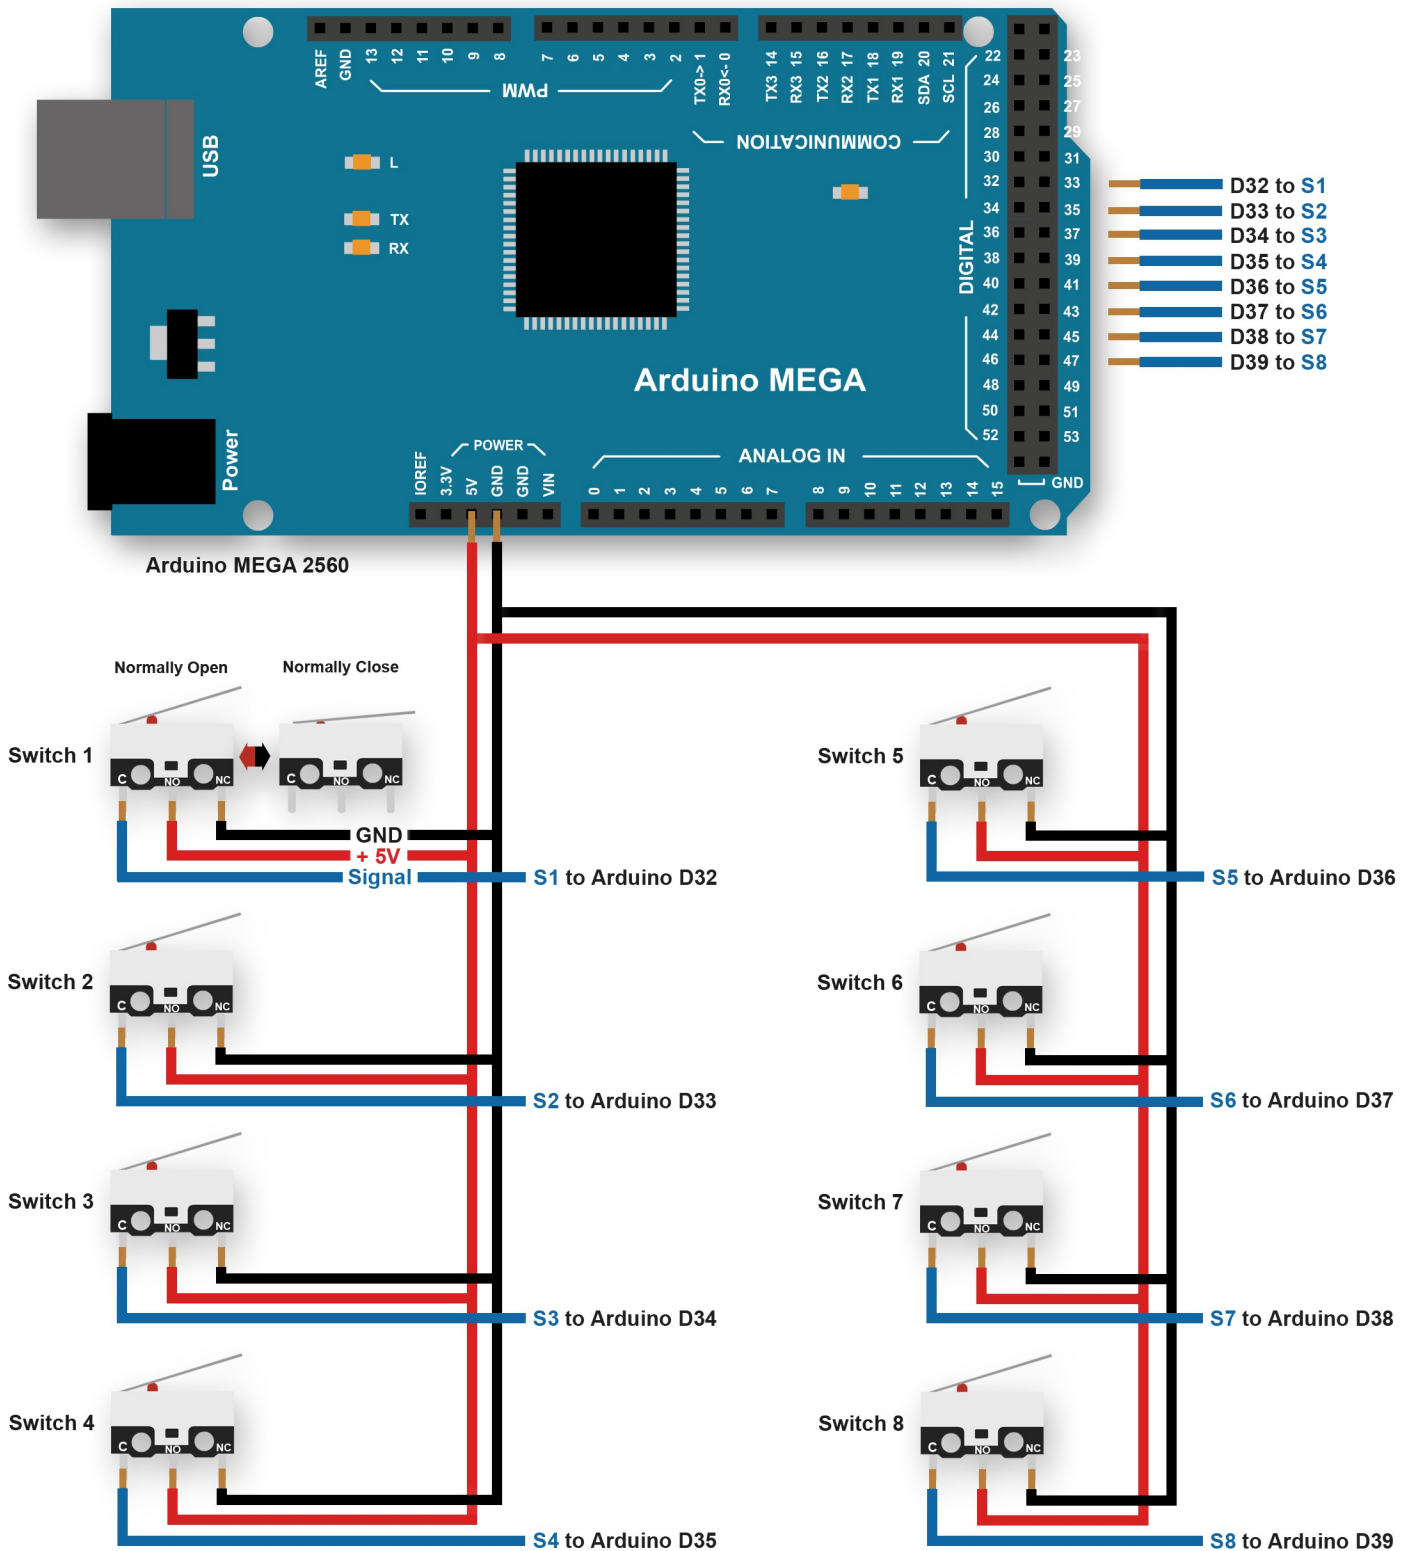 AREF GND 13 12 11 10 9 8 7 6 5 4 3 2 TX0-> 1 RX0<- 0 TX3 14 RX3 15 TX2 16 RX2 17 TX1 18 RX1 19 SDA 20 SCL 21
PWM
COMMUNICATION
22 23
24 25
26 27
28 29
30 31
32 33
34 35
36 37
38 39
40 41
42 43
44 45
46 47
48 49
50 51
52 53
GND
DIGITAL
USB
L
TX
RX
Arduino MEGA
Power
POWER
ANALOG IN
IOREF 3.3V 5V GND GND VIN 0 1 2 3 4 5 6 7 8 9 10 11 12 13 14 15
D32 to S1
D33 to S2
D34 to S3
D35 to S4
D36 to S5
D37 to S6
D38 to S7
D39 to S8
Arduino MEGA 2560
Normally Open
Normally Close
Switch 1
C NO NC
C NO NC
GND
+ 5V
Signal
S1 to Arduino D32
Switch 2
C NO NC
S2 to Arduino D33
Switch 3
C NO NC
S3 to Arduino D34
Switch 4
C NO NC
S4 to Arduino D35
Switch 5
C NO NC
S5 to Arduino D36
Switch 6
C NO NC
S6 to Arduino D37
Switch 7
C NO NC
S7 to Arduino D38
Switch 8
C NO NC
S8 to Arduino D39